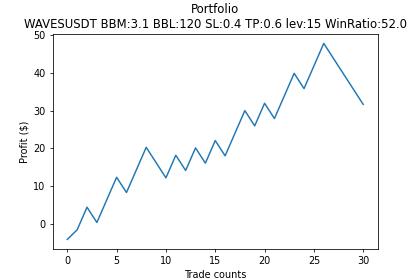 Portfolio
WAVESUSDT BBM:3.1 BBL:120 SL:0.4 TP:0.6 lev:15 WinRatio:52.0
50
40
30
20
10
0
Profit ($)
0 5 10 15 20 25 30
Trade counts